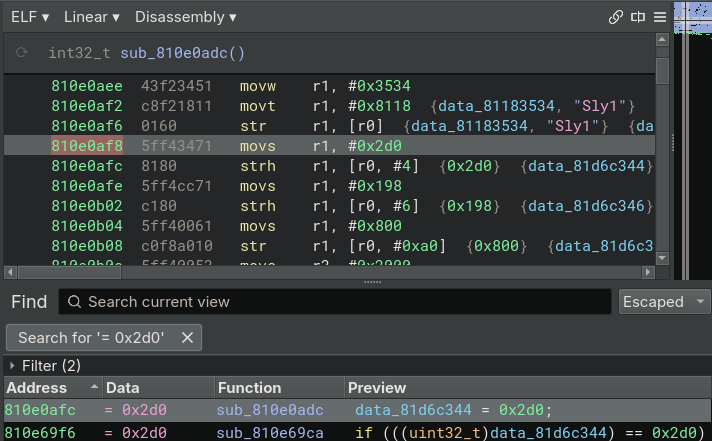 ELF ▾ Linear ▾ Disassembly ▾
int32_t sub_810e0adc()
810e0aee 43f23451 movw r1, #0x3534
810e0af2 c8f21811 movt r1, #0x8118 {data_81183534, "Sly1"}
810e0af6 0160 str r1, [r0] {data_81183534, "Sly1"} {da
810e0af8 5ff43471 movs r1, #0x2d0
810e0afc 8180 strh r1, [r0, #4] {0x2d0} {data_81d6c344}
810e0afe 5ff4cc71 movs r1, #0x198
810e0b02 c180 strh r1, [r0, #6] {0x198} {data_81d6c346}
810e0b04 5ff40061 movs r1, #0x800
810e0b08 c0f8a010 str r1, [r0, #0xa0] {0x800} {data_81d6c3
Find Search current view Escaped
Search for '= 0x2d0' ✕
Filter (2)
Address Data Function Preview
810e0afc = 0x2d0 sub_810e0adc data_81d6c344 = 0x2d0;
810e69f6 = 0x2d0 sub_810e69ca if (((uint32_t)data_81d6c344) == 0x2d0)